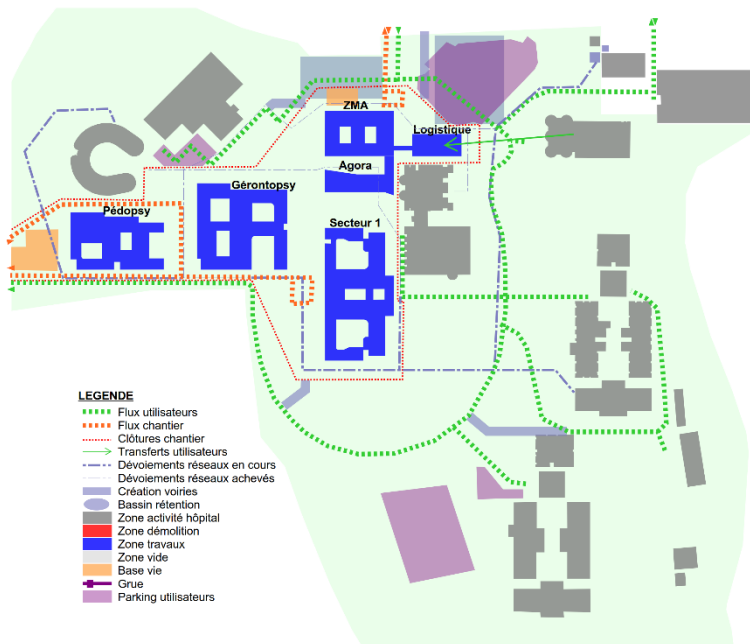 ZMA
Logistique
Agora
Gérontopsy
Pédopsy
Secteur 1
LEGENDE
Flux utilisateurs
Flux chantier
Clôtures chantier
Transferts utilisateurs
Dévoiements réseaux en cours
Dévoiements réseaux achevés
Création voiries
Bassin rétention
Zone activité hôpital
Zone démolition
Zone travaux
Zone vide
Base vie
Grue
Parking utilisateurs